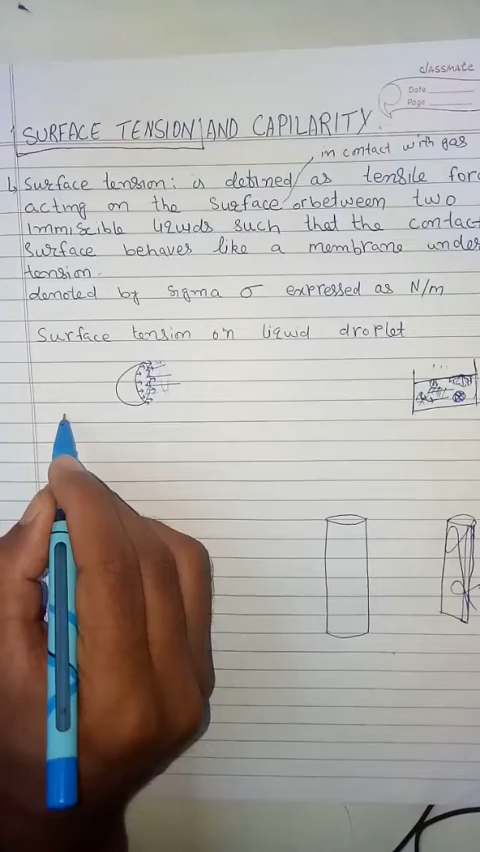 classmate
Date
Page
SURFACE TENSION AND CAPILARITY.
in contact with gas
Surface tension: is defined as tensile for
acting on the surface or between two
immiscible liquids such that the contact
surface behaves like a membrane under
tension.
denoted by sigma σ expressed as N/m
Surface tension on liquid droplet